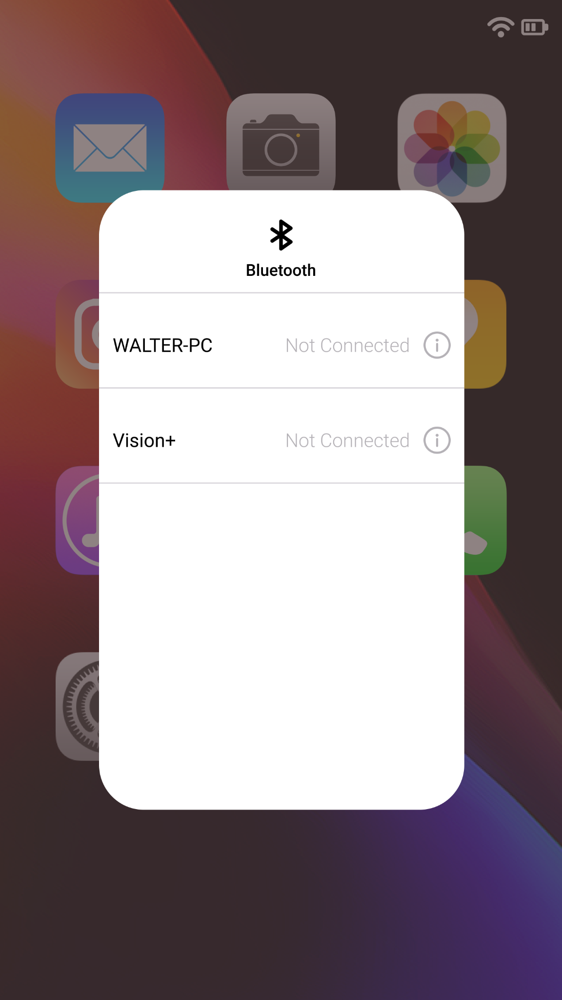 Bluetooth
WALTER-PC Not Connected
Vision+ Not Connected